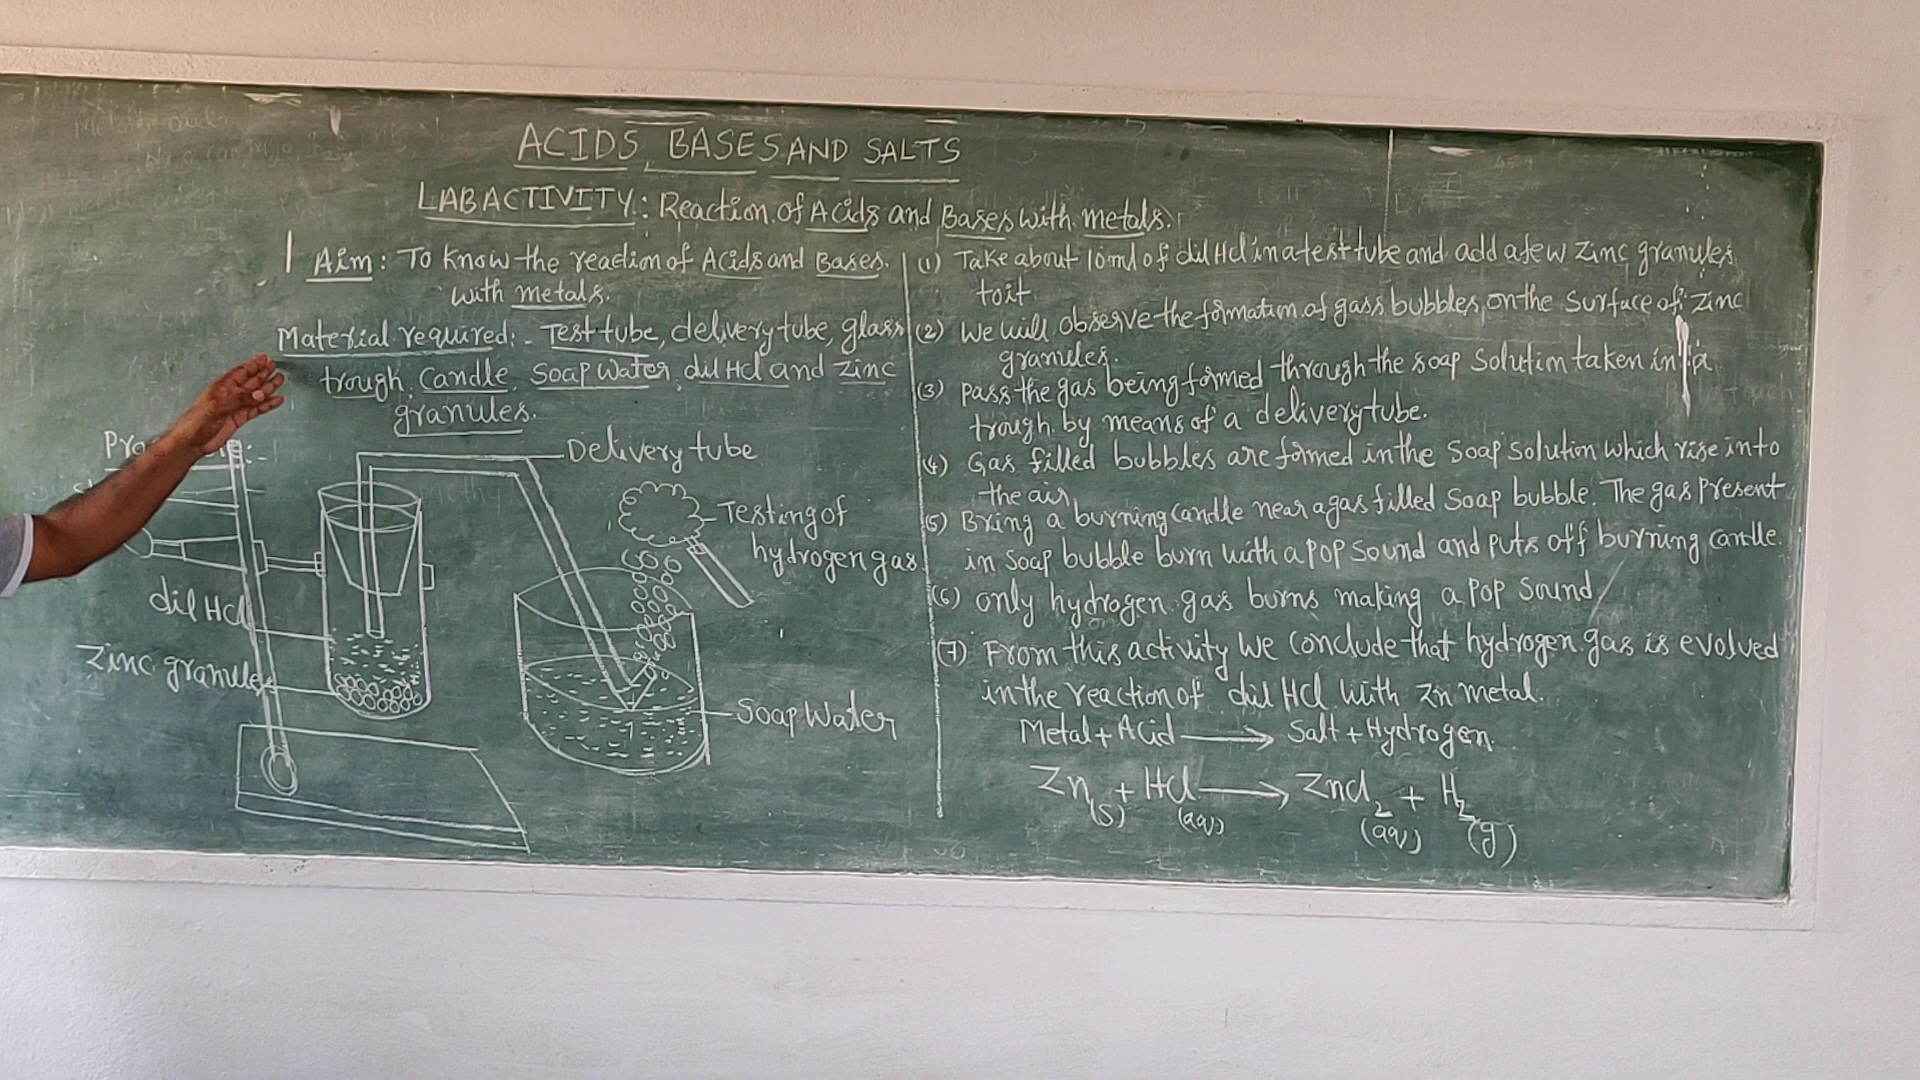 ACIDS, BASES AND SALTS
LAB ACTIVITY: Reaction of Acids and Bases with metals.
Aim: To know the reaction of Acids and Bases
with metals.
Material required:- Test tube, delivery tube, glass
trough, Candle, Soap Water, dil Hcl and zinc
granules.
Delivery tube
Testing of
hydrogen gas
dil Hcl
Zinc granules
Soap Water
(1) Take about 10ml of dil Hcl in a test tube and add a few zinc granules
to it
(2) We will observe the formation of gass bubbles, on the surface of zinc
granules.
(3) pass the gas being formed through the soap solution taken in a
trough by means of a delivery tube.
(4) Gas filled bubbles are formed in the soap solution which rise into
the air,
(5) Bring a burning candle near a gas filled soap bubble. The gas present
in soap bubble burn with a pop sound and puts off burning candle.
(6) only hydrogen gas burns making a pop sound
(7) From this activity we conclude that hydrogen gas is evolved
in the reaction of dil Hcl with zn metal.
Metal + Acid ⟶ Salt + Hydrogen.
Zn(s) + Hcl(aq) ⟶ Zncl2(aq) + H2(g)